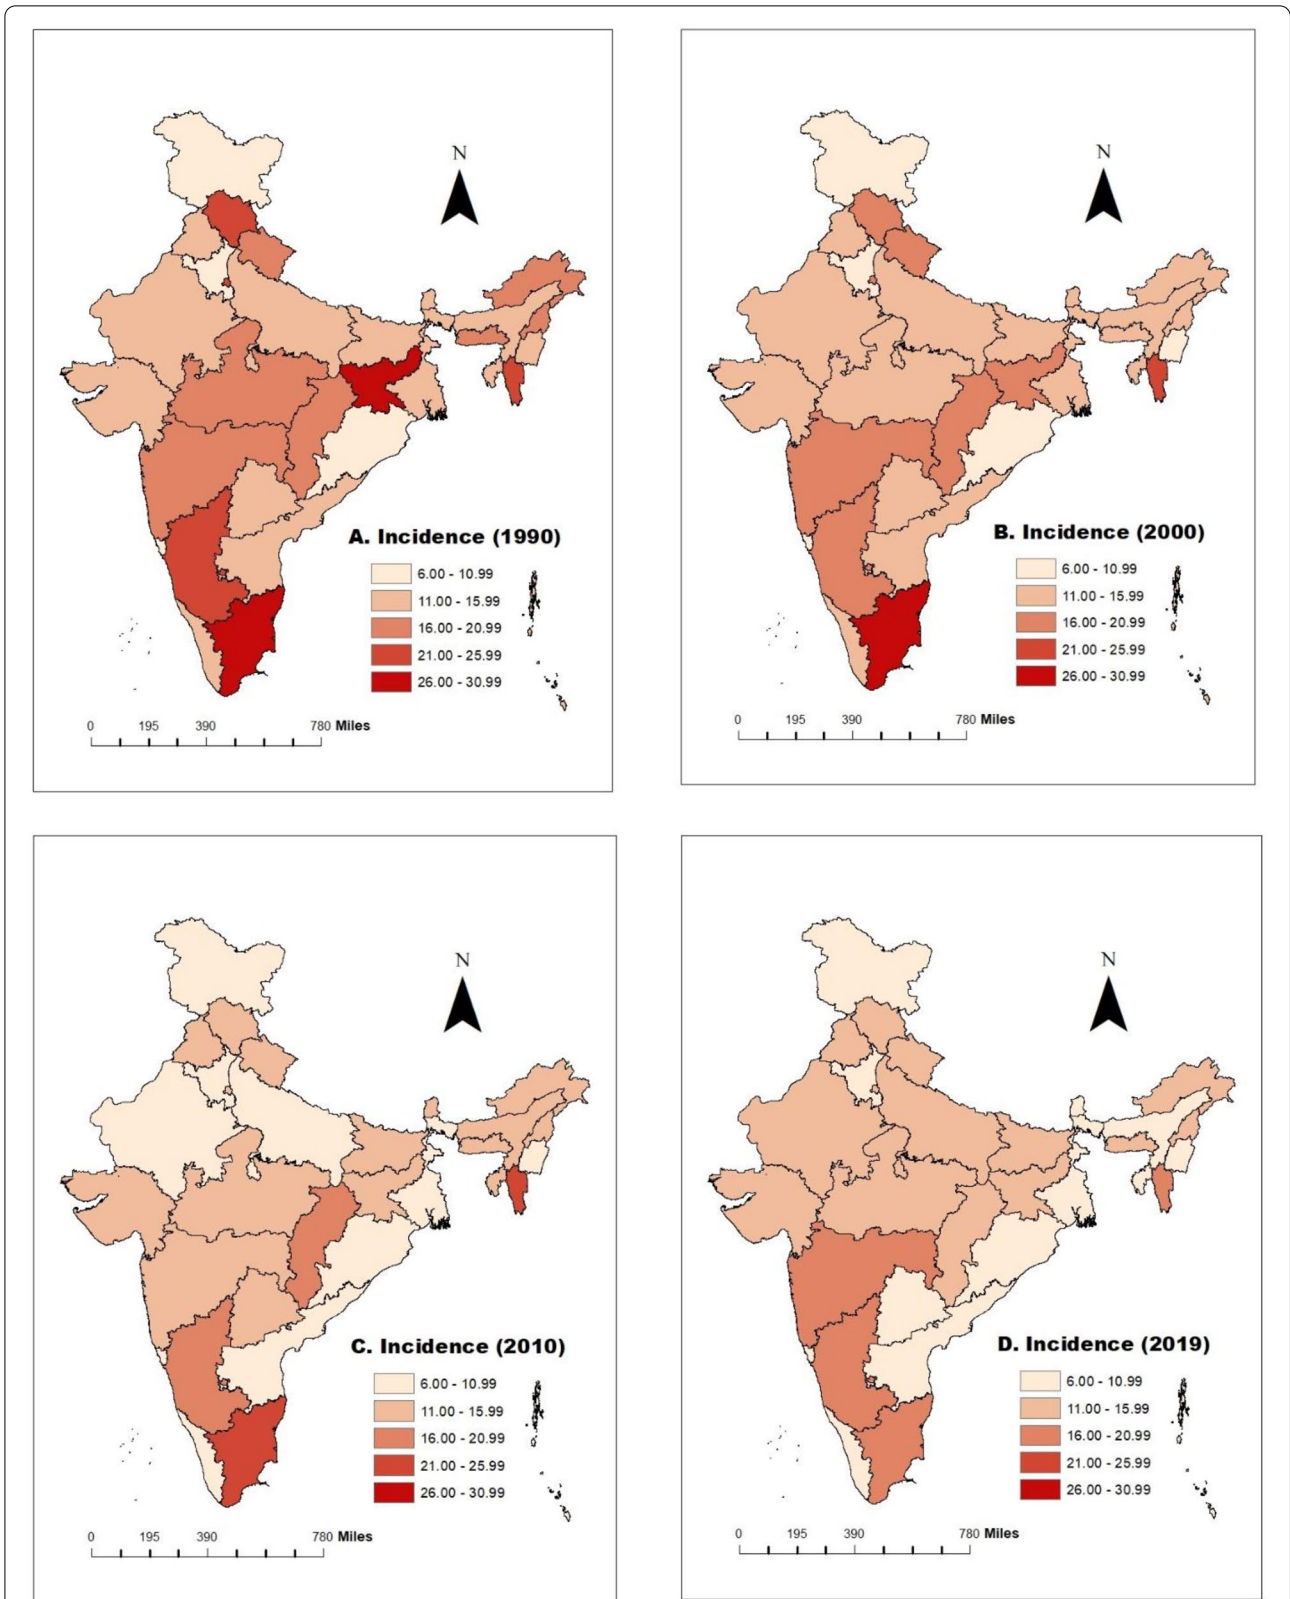 N
A. Incidence (1990)
6.00 - 10.99
11.00 - 15.99
16.00 - 20.99
21.00 - 25.99
26.00 - 30.99
0 195 390 780 Miles
N
B. Incidence (2000)
6.00 - 10.99
11.00 - 15.99
16.00 - 20.99
21.00 - 25.99
26.00 - 30.99
0 195 390 780 Miles
N
C. Incidence (2010)
6.00 - 10.99
11.00 - 15.99
16.00 - 20.99
21.00 - 25.99
26.00 - 30.99
0 195 390 780 Miles
N
D. Incidence (2019)
6.00 - 10.99
11.00 - 15.99
16.00 - 20.99
21.00 - 25.99
26.00 - 30.99
0 195 390 780 Miles